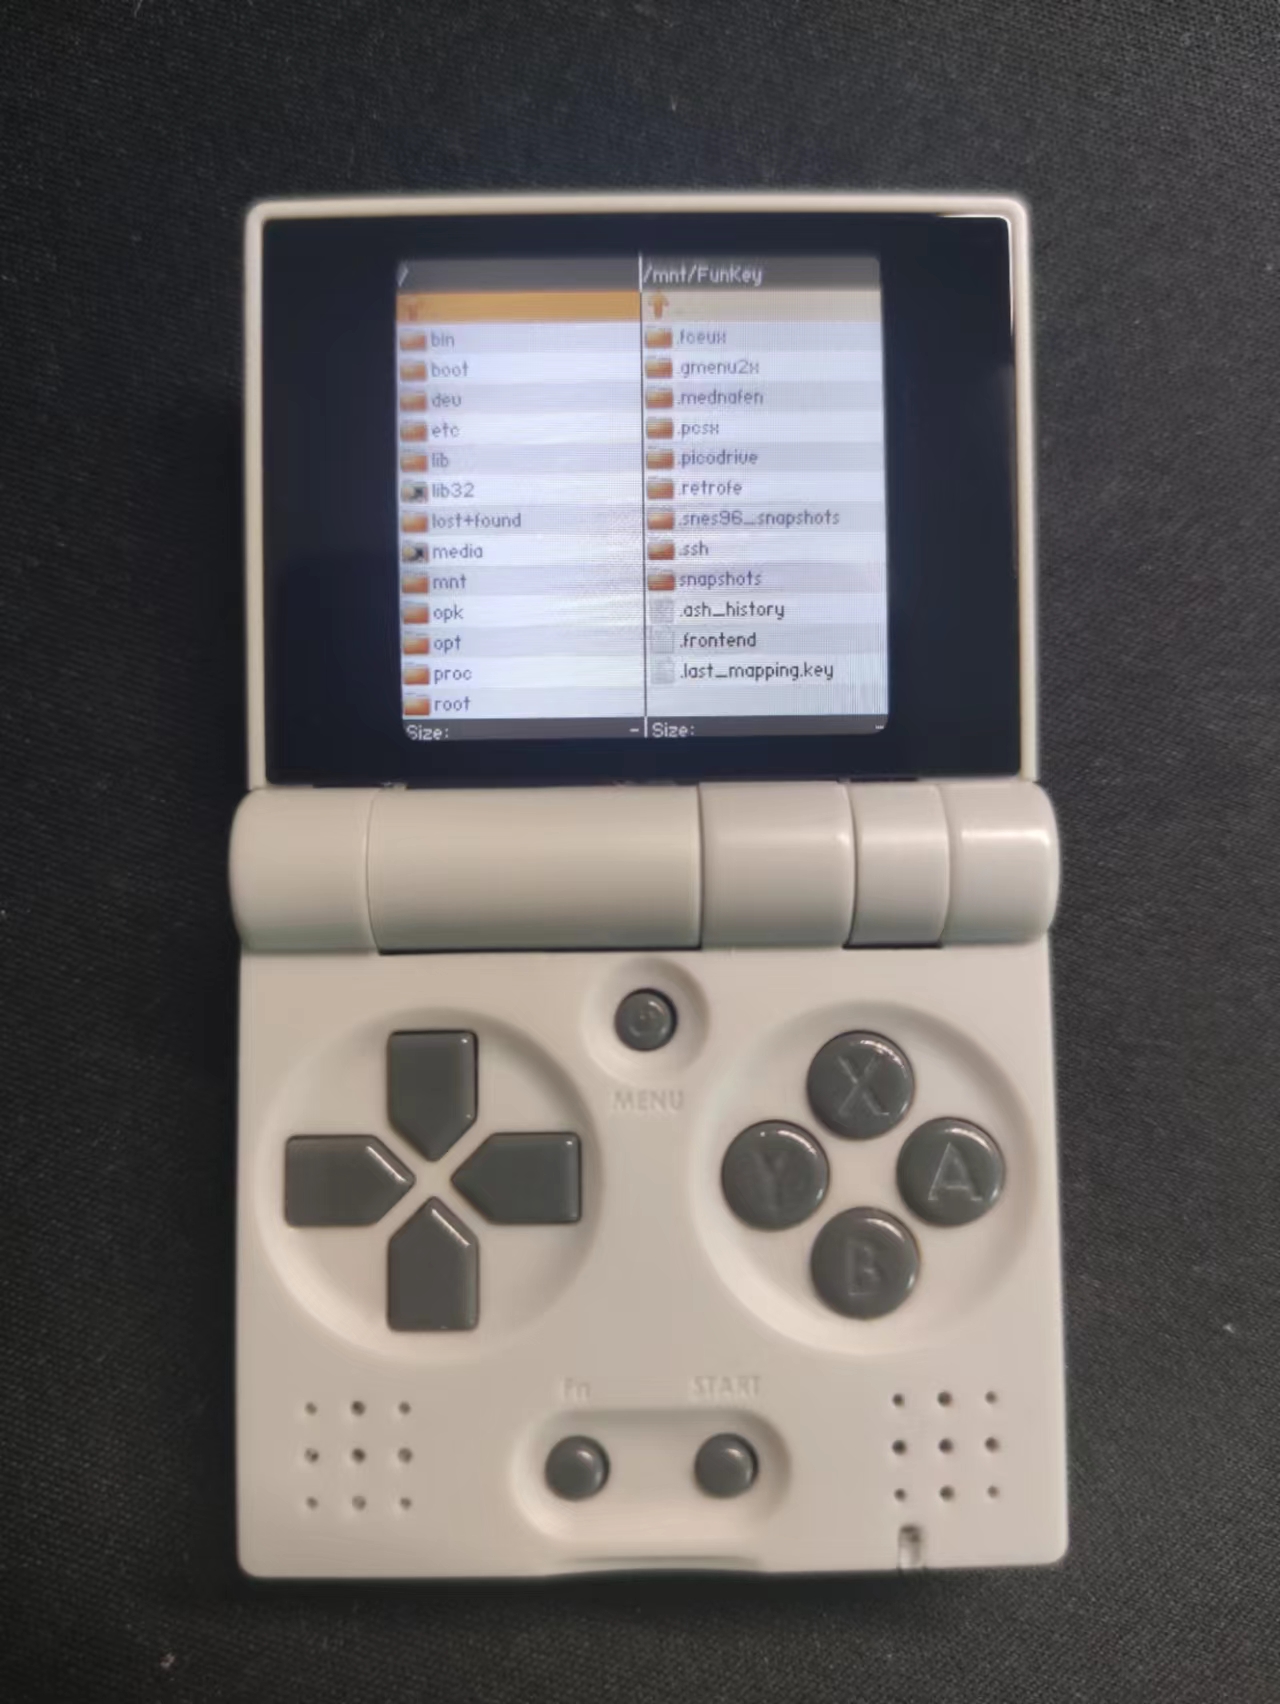 /
bin
boot
dev
etc
lib
lib32
lost+found
media
mnt
opk
opt
proc
root
Size: -
/mnt/FunKey
.fceux
.gmenu2x
.mednafen
.pcsx
.picodrive
.retrofe
.snes96_snapshots
.ssh
snapshots
.ash_history
.frontend
.last_mapping.key
Size: -
MENU
X
Y
A
B
Fn
START